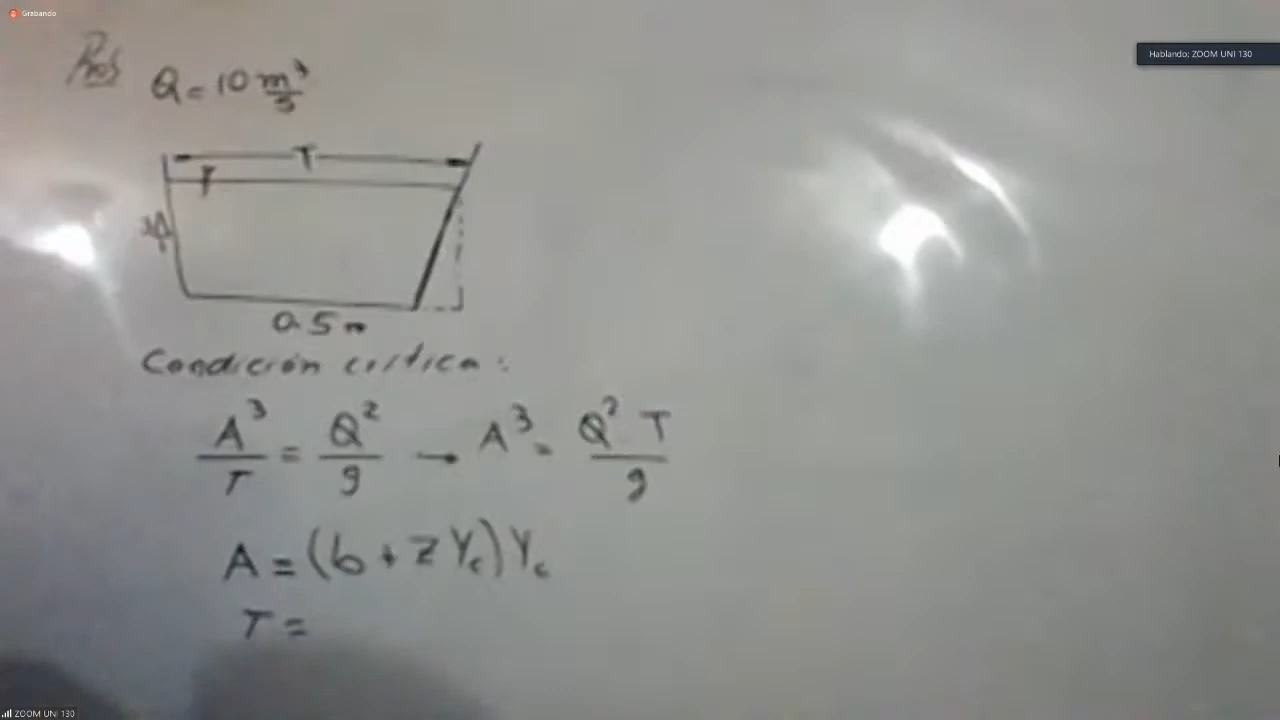 Grabando
Hablando: ZOOM UNI 130
Q = 10 m³/s
T
0.5 m
Condición crítica:
A³/T = Q²/g → A³ = Q² T/g
A = (b + z Yc) Yc
T =
ZOOM UNI 130